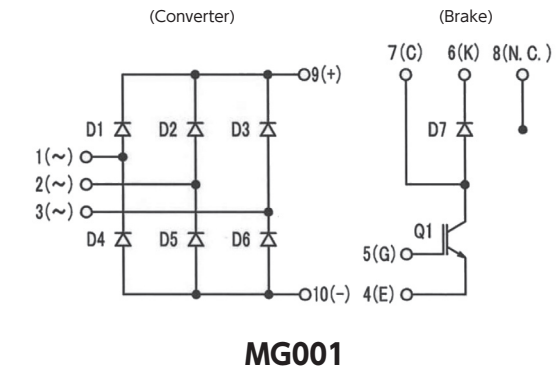 (Converter) (Brake)
7(C) 6(K) 8(N.C.)
9(+)
D1 D2 D3 D7
1(~)
2(~)
3(~)
Q1
D4 D5 D6
5(G)
10(-) 4(E)
MG001